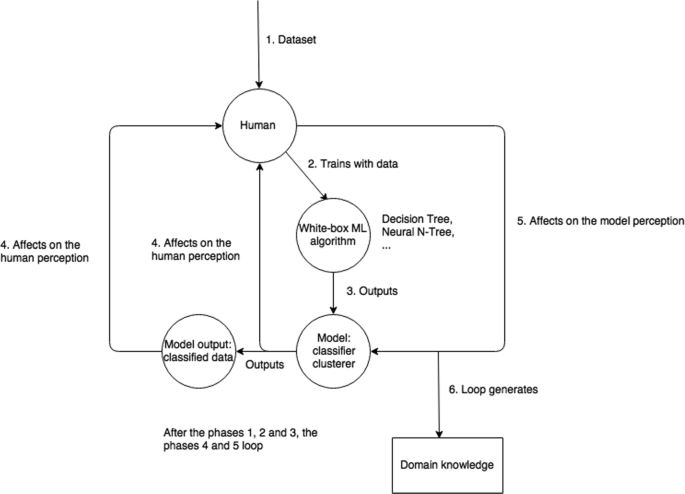 1. Dataset
Human
2. Trains with data
White-box ML
algorithm
Decision Tree,
Neural N-Tree,
...
5. Affects on the model perception
4. Affects on the
human perception
4. Affects on the
human perception
3. Outputs
Model output:
classified data
Outputs
Model:
classifier
clusterer
6. Loop generates
After the phases 1, 2 and 3, the
phases 4 and 5 loop
Domain knowledge